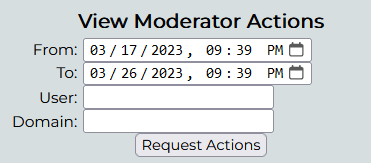 View Moderator Actions
From: 03/17/2023, 09:39 PM
To: 03/26/2023, 09:39 PM
User:
Domain:
Request Actions